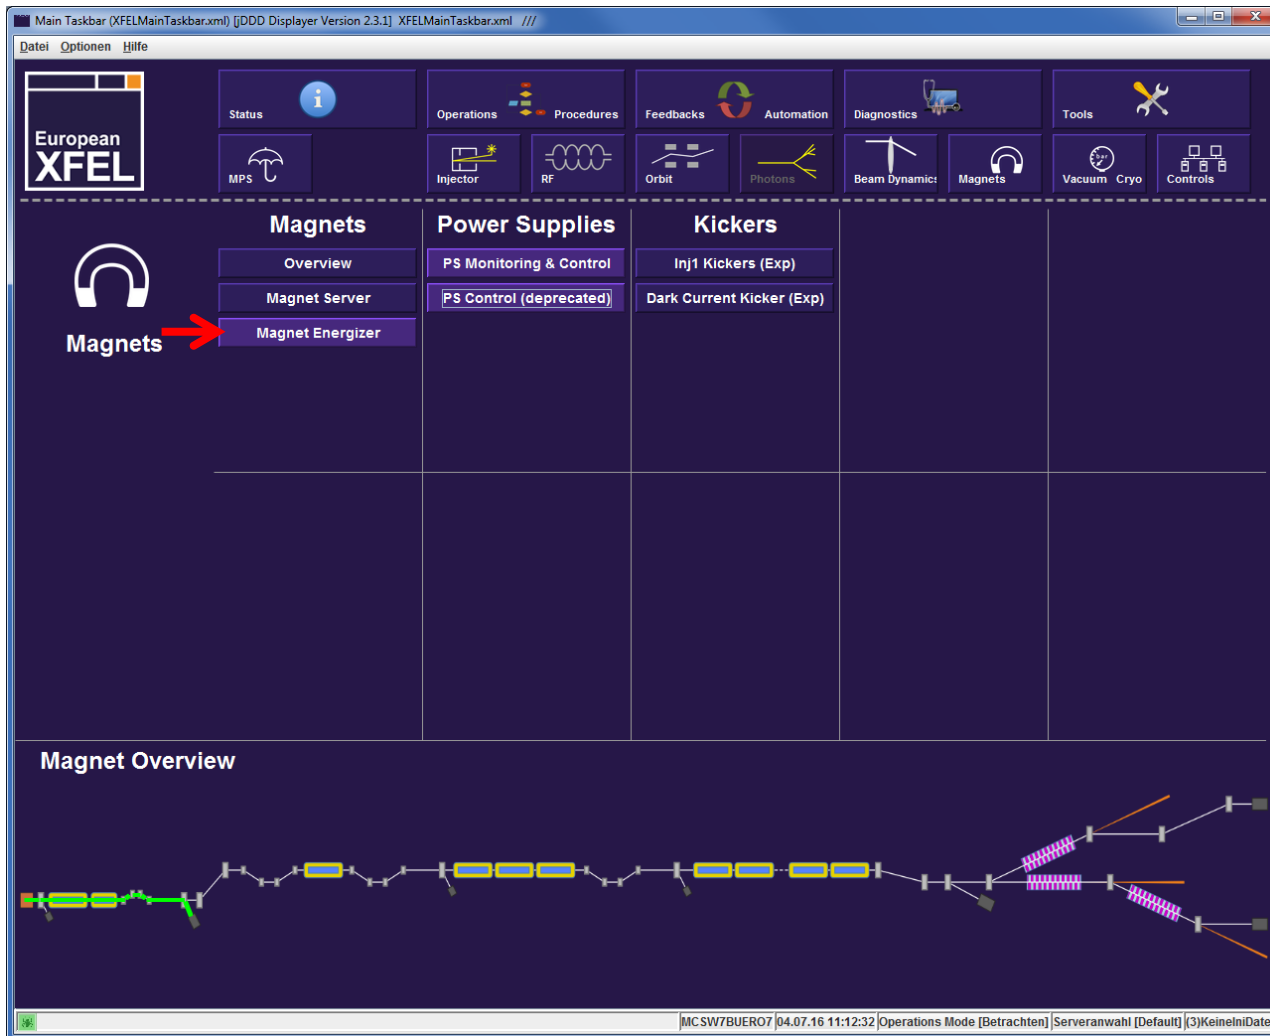 Main Taskbar (XFELMainTaskbar.xml) [jDDD Displayer Version 2.3.1] XFELMainTaskbar.xml ///
Datei Optionen Hilfe
European
XFEL
Status
Operations Procedures
Feedbacks Automation
Diagnostics
Tools
MPS
Injector
RF
Orbit
Photons
Beam Dynamics
Magnets
bar
Vacuum Cryo
Controls
Magnets Power Supplies Kickers
Overview PS Monitoring & Control Inj1 Kickers (Exp)
Magnet Server PS Control (deprecated) Dark Current Kicker (Exp)
Magnet Energizer
Magnets
Magnet Overview
MCSW7BUERO7 04.07.16 11:12:32 Operations Mode [Betrachten] Serveranwahl [Default] (3)KeineIniDate